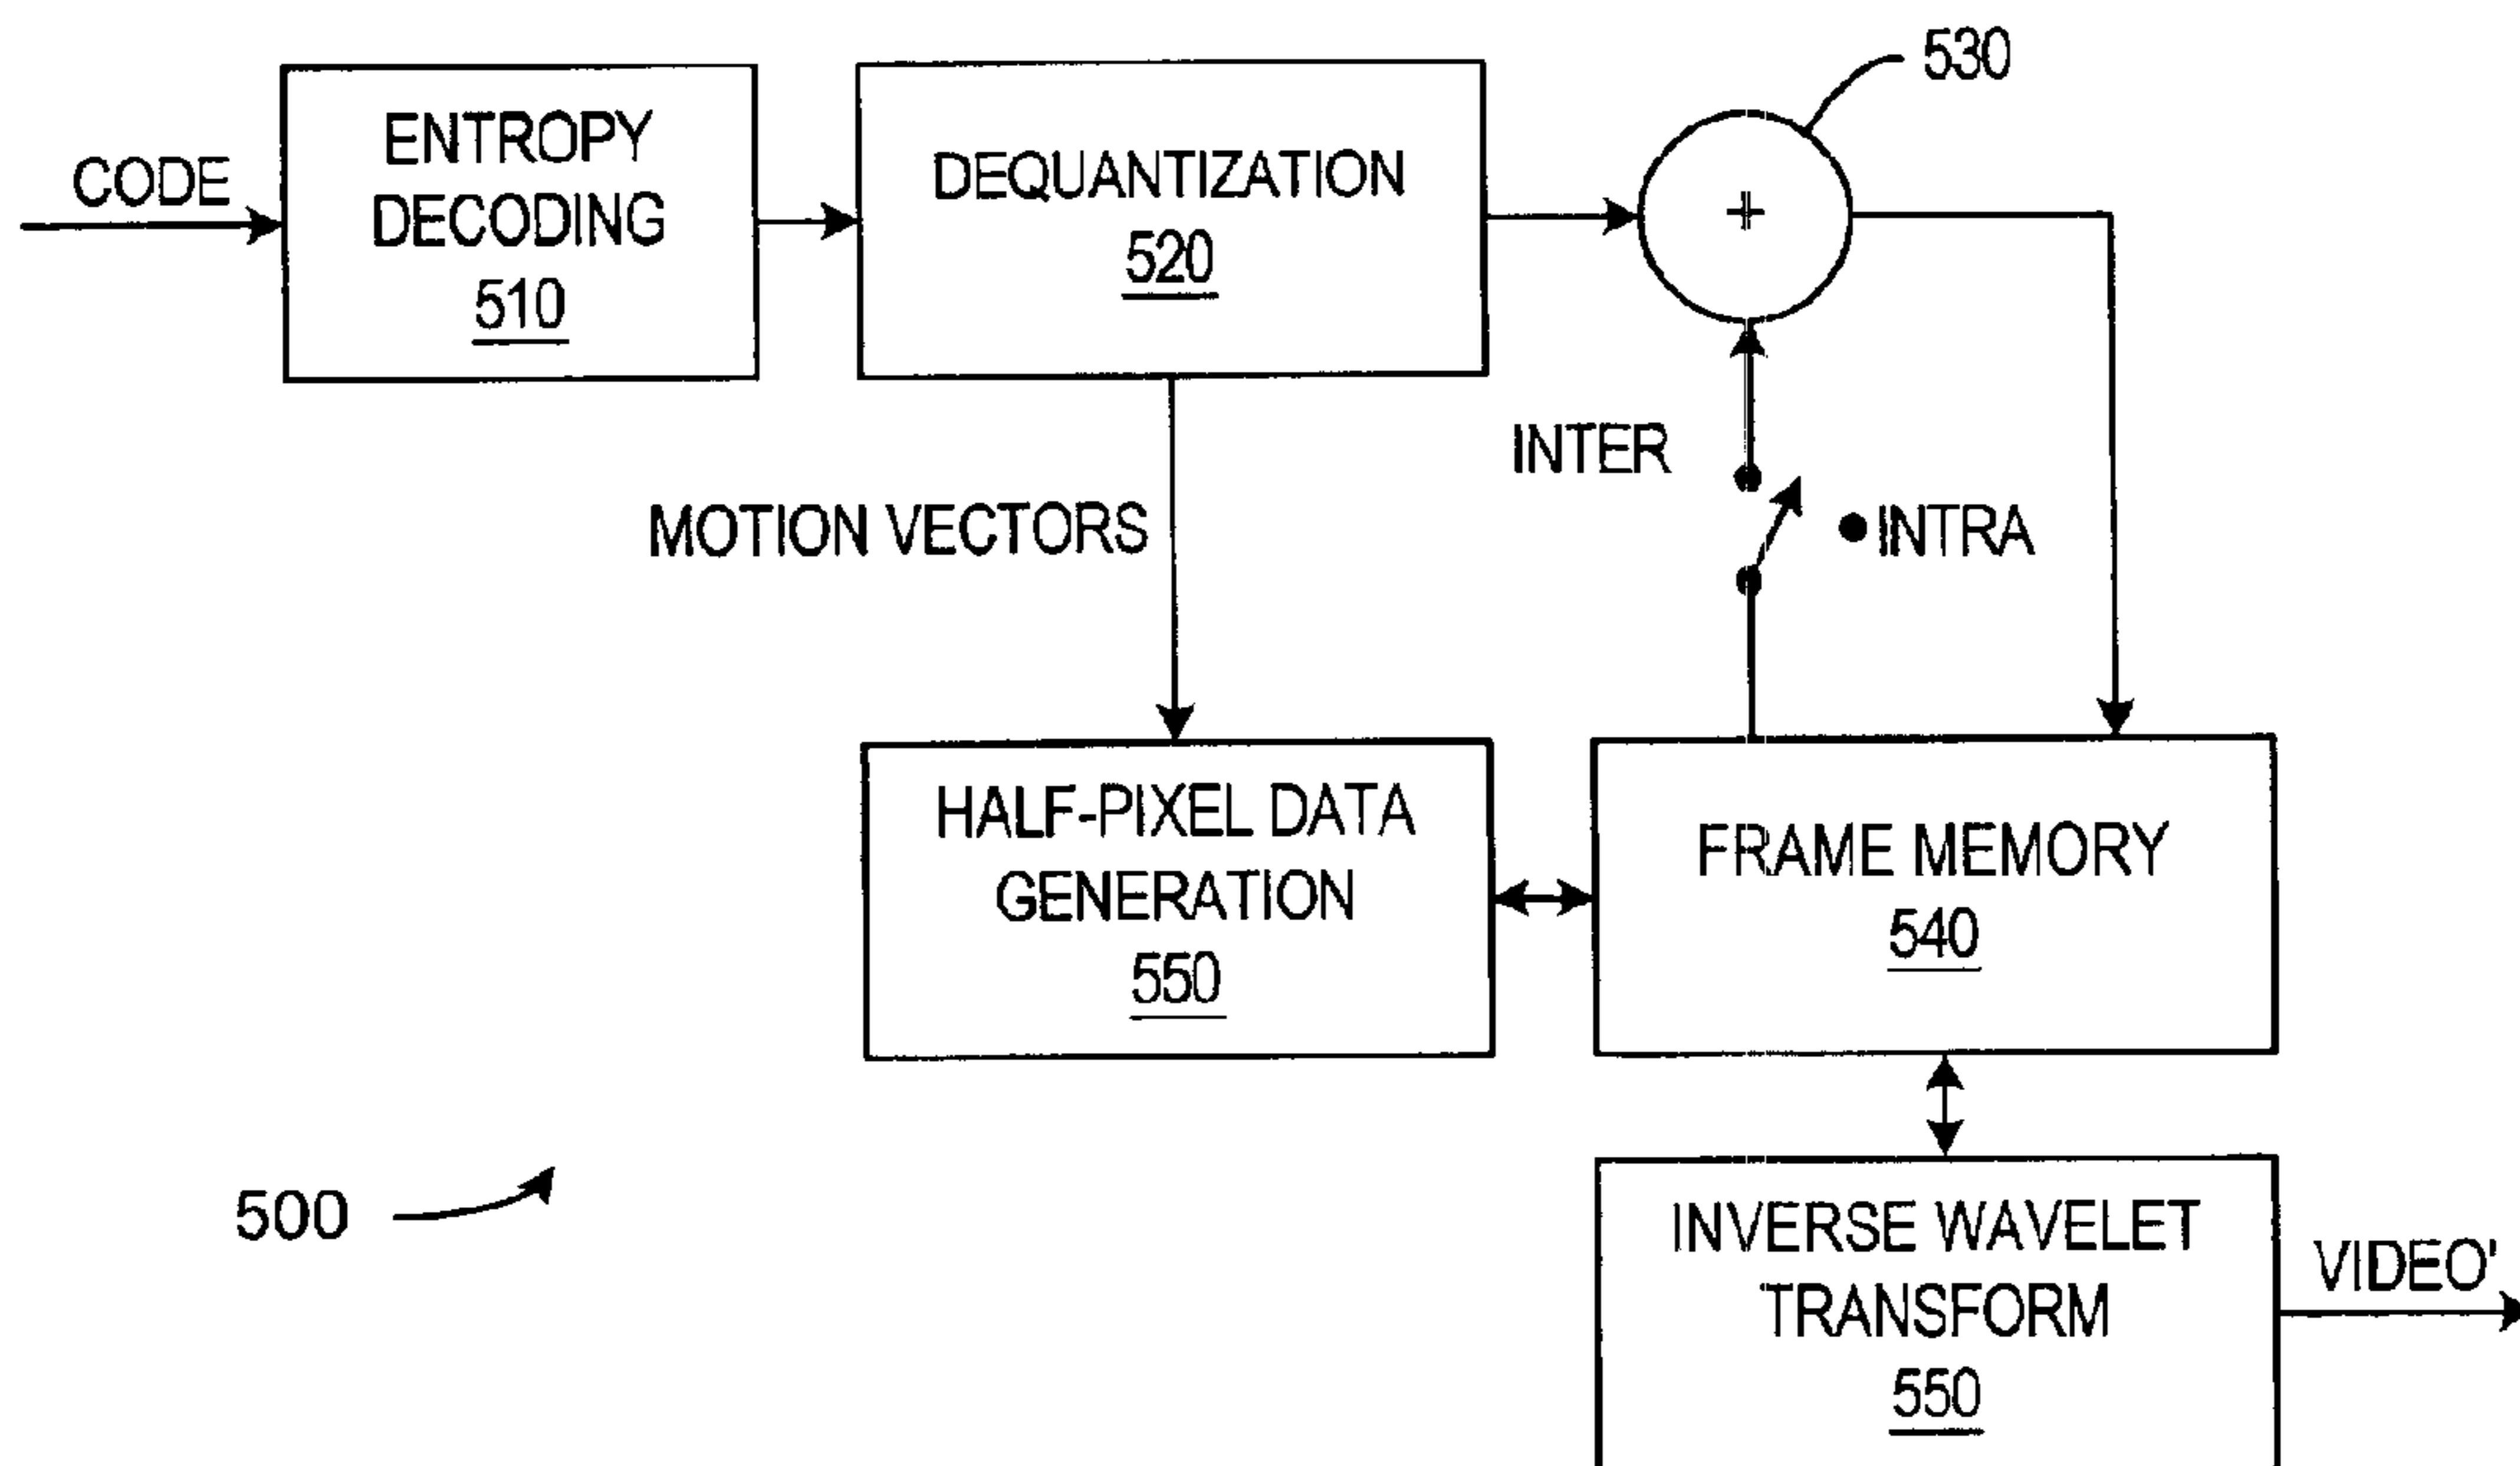 530
CODE
ENTROPY
DECODING
510
DEQUANTIZATION
520
+
INTER
INTRA
MOTION VECTORS
HALF-PIXEL DATA
GENERATION
550
FRAME MEMORY
540
500
INVERSE WAVELET
TRANSFORM
550
VIDEO'